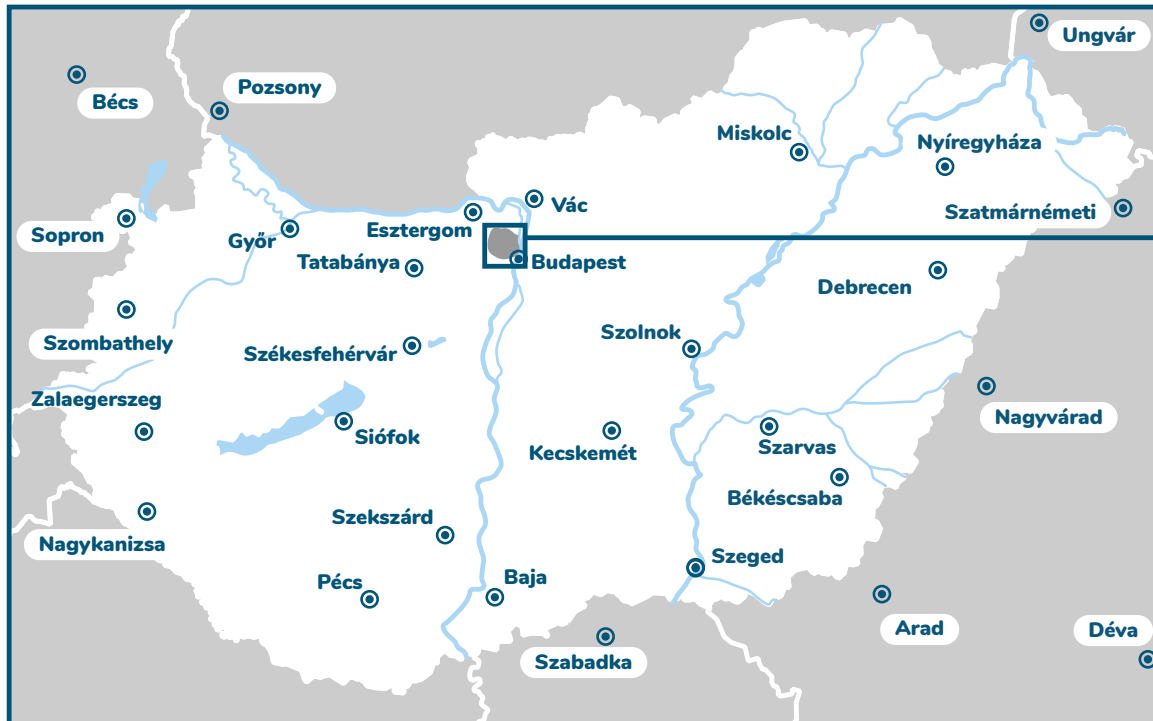 Ungvár
Pozsony
Bécs
Miskolc
Nyíregyháza
Vác
Szatmárnémeti
Esztergom
Sopron
Győr
Tatabánya
Budapest
Debrecen
Szolnok
Szombathely
Székesfehérvár
Zalaegerszeg
Nagyvárad
Siófok
Szarvas
Kecskemét
Békéscsaba
Szekszárd
Nagykanizsa
Szeged
Baja
Pécs
Arad
Déva
Szabadka